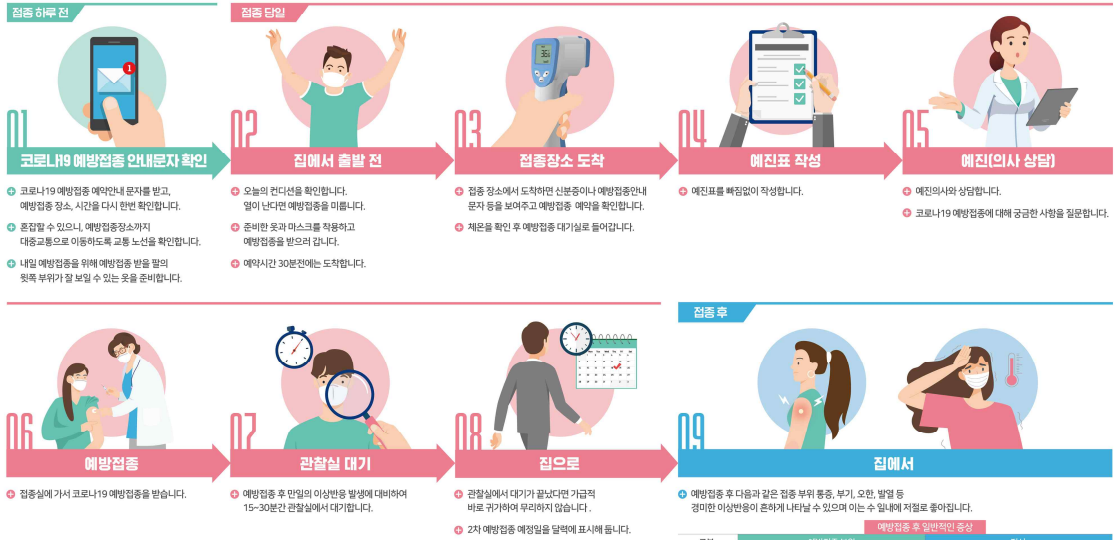 접종 하루 전
접종 당일
36.5
1
01
02
03
04
05
코로나19 예방접종 안내문자 확인
집에서 출발 전
접종장소 도착
예진표 작성
예진(의사 상담)
코로나19 예방접종 예약안내 문자를 받고,
예방접종 장소, 시간을 다시 한번 확인합니다.
혼잡할 수 있으니, 예방접종장소까지
대중교통으로 이동하도록 교통 노선을 확인합니다.
내일 예방접종을 위해 예방접종 받을 팔의
윗쪽 부위가 잘 보일 수 있는 옷을 준비합니다.
오늘의 컨디션을 확인합니다.
열이 난다면 예방접종을 미룹니다.
준비한 옷과 마스크를 착용하고
예방접종을 받으러 갑니다.
예약시간 30분전에는 도착합니다.
접종 장소에서 도착하면 신분증이나 예방접종안내
문자 등을 보여주고 예방접종 예약을 확인합니다.
체온을 확인 후 예방접종 대기실로 들어갑니다.
예진표를 빠짐없이 작성합니다.
예진의사와 상담합니다.
코로나19 예방접종에 대해 궁금한 사항을 질문합니다.
접종 후
06
07
08
09
예방접종
관찰실 대기
집으로
집에서
접종실에 가서 코로나19 예방접종을 받습니다.
예방접종 후 만일의 이상반응 발생에 대비하여
15~30분간 관찰실에서 대기합니다.
관찰실에서 대기가 끝났다면 가급적
바로 귀가하여 무리하지 않습니다.
2차 예방접종 예정일을 달력에 표시해 둡니다.
예방접종 후 다음과 같은 접종 부위 통증, 부기, 오한, 발열 등
경미한 이상반응이 흔하게 나타날 수 있으며 이는 수 일내에 저절로 좋아집니다.
예방접종 후 일반적인 증상